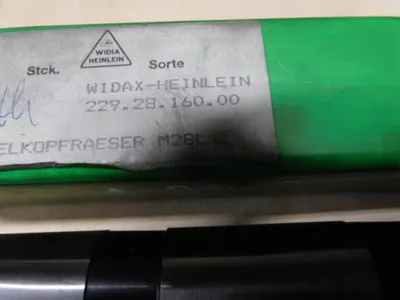 WIDIA
HEINLEIN
Stck. Sorte
WIDAX-HEINLEIN
229.28.160.00
ELKOPFRAESER M28L